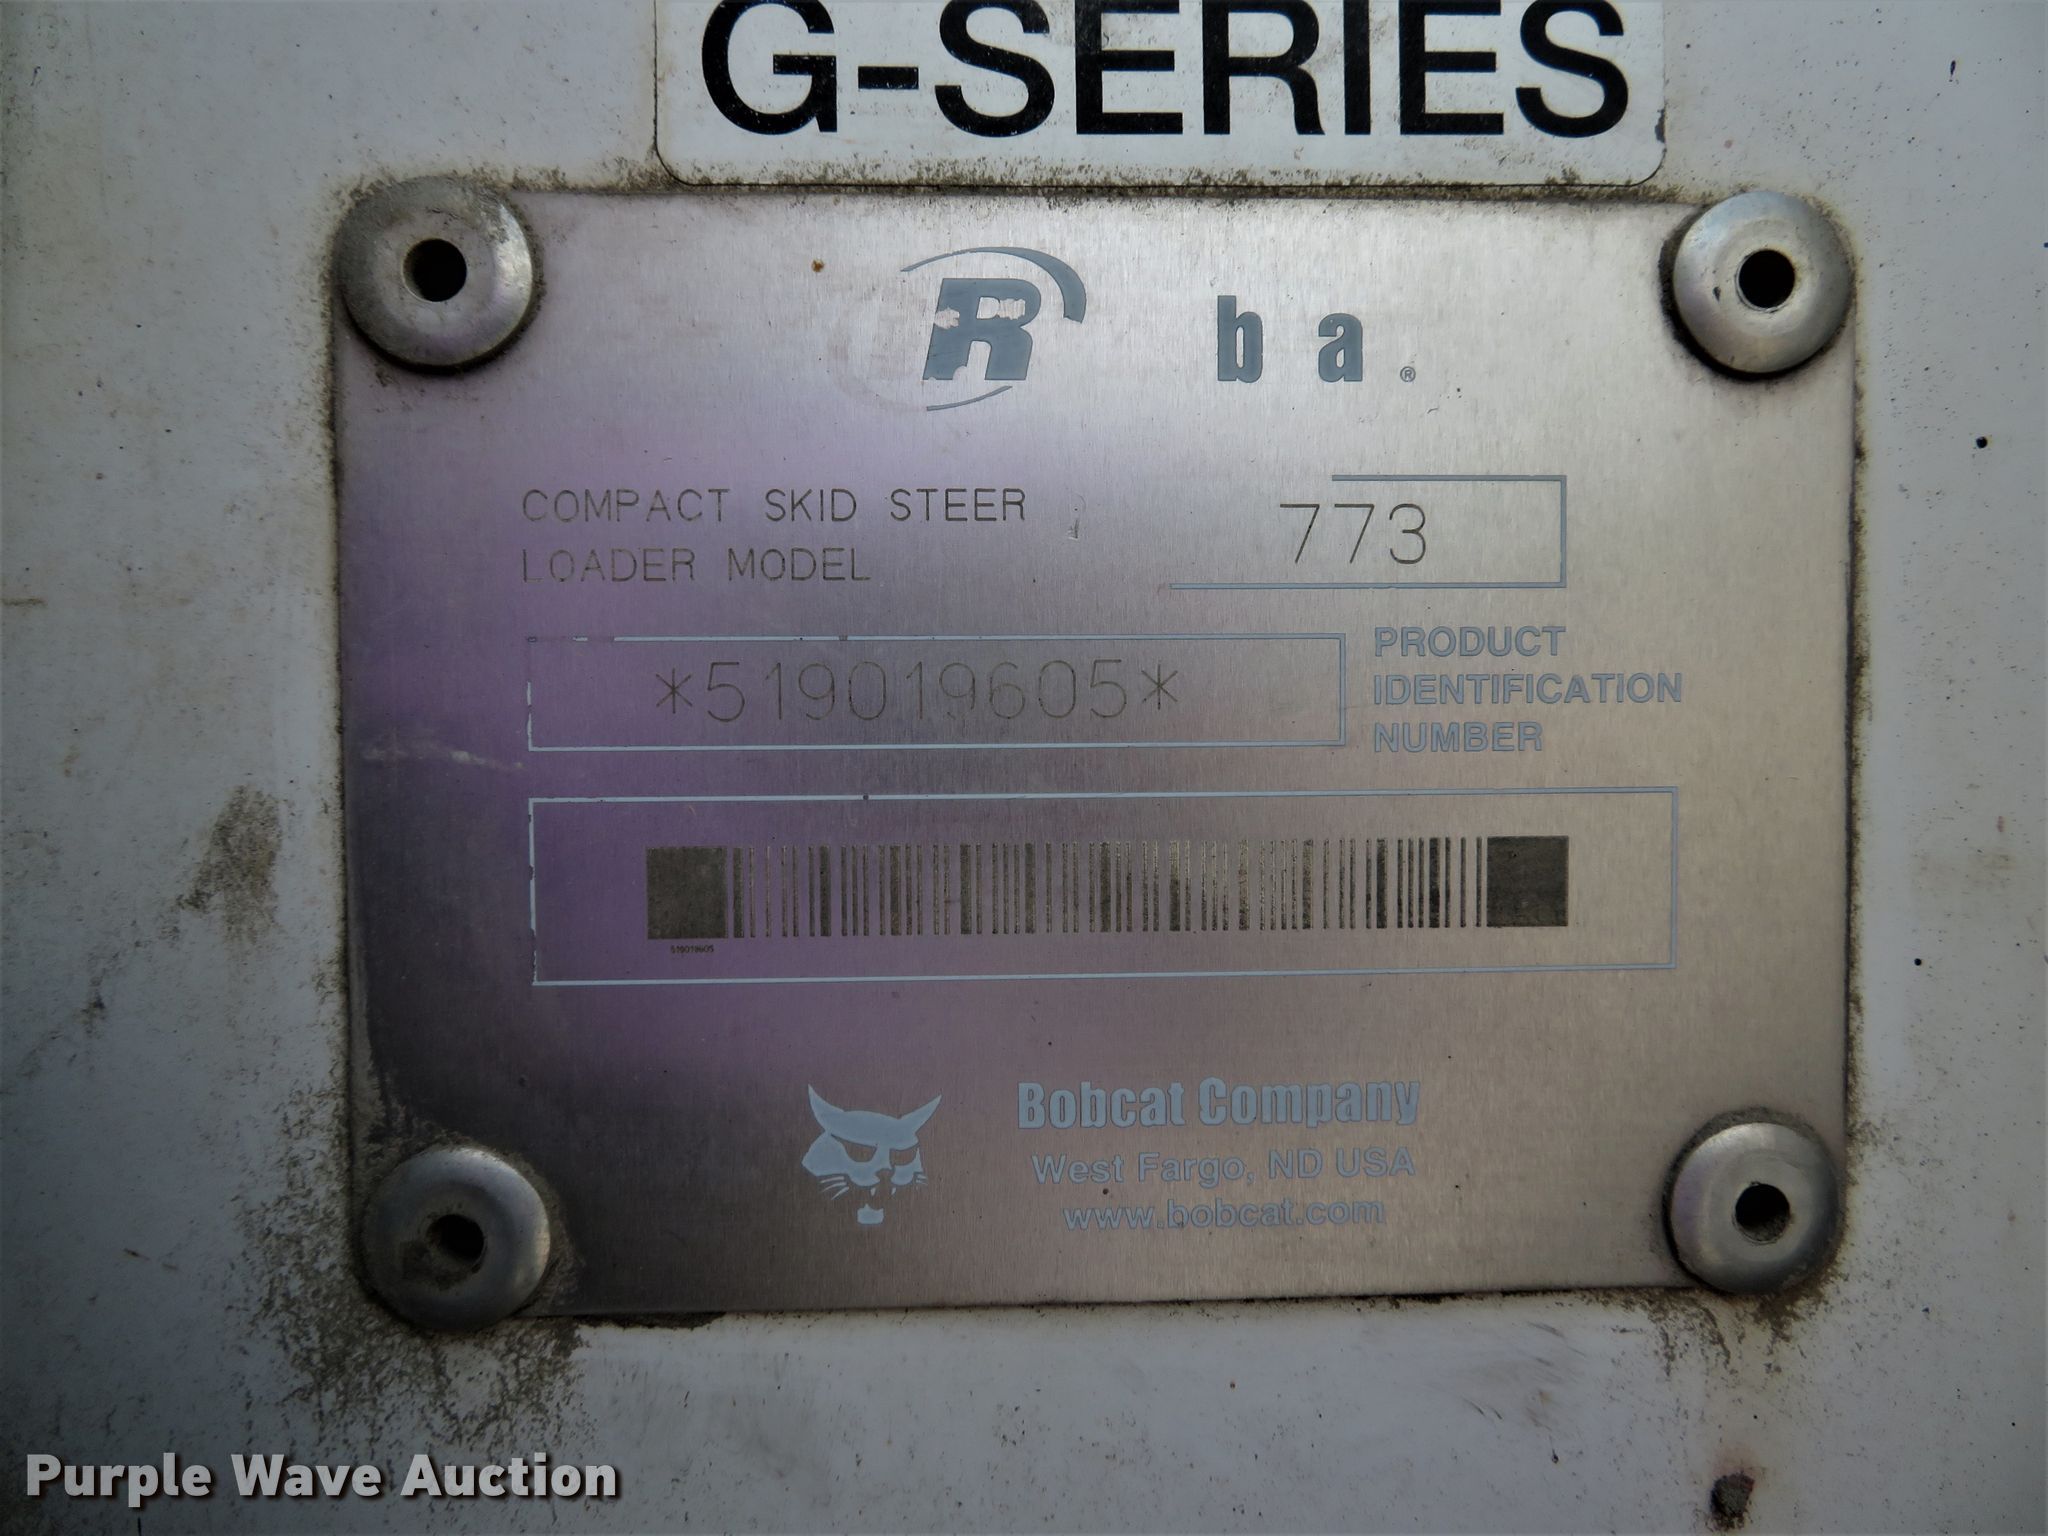 G-SERIES
R b a ®
COMPACT SKID STEER
LOADER MODEL
773
*519019605*
PRODUCT
IDENTIFICATION
NUMBER
519019605
Bobcat Company
West Fargo, ND USA
www.bobcat.com
Purple Wave Auction